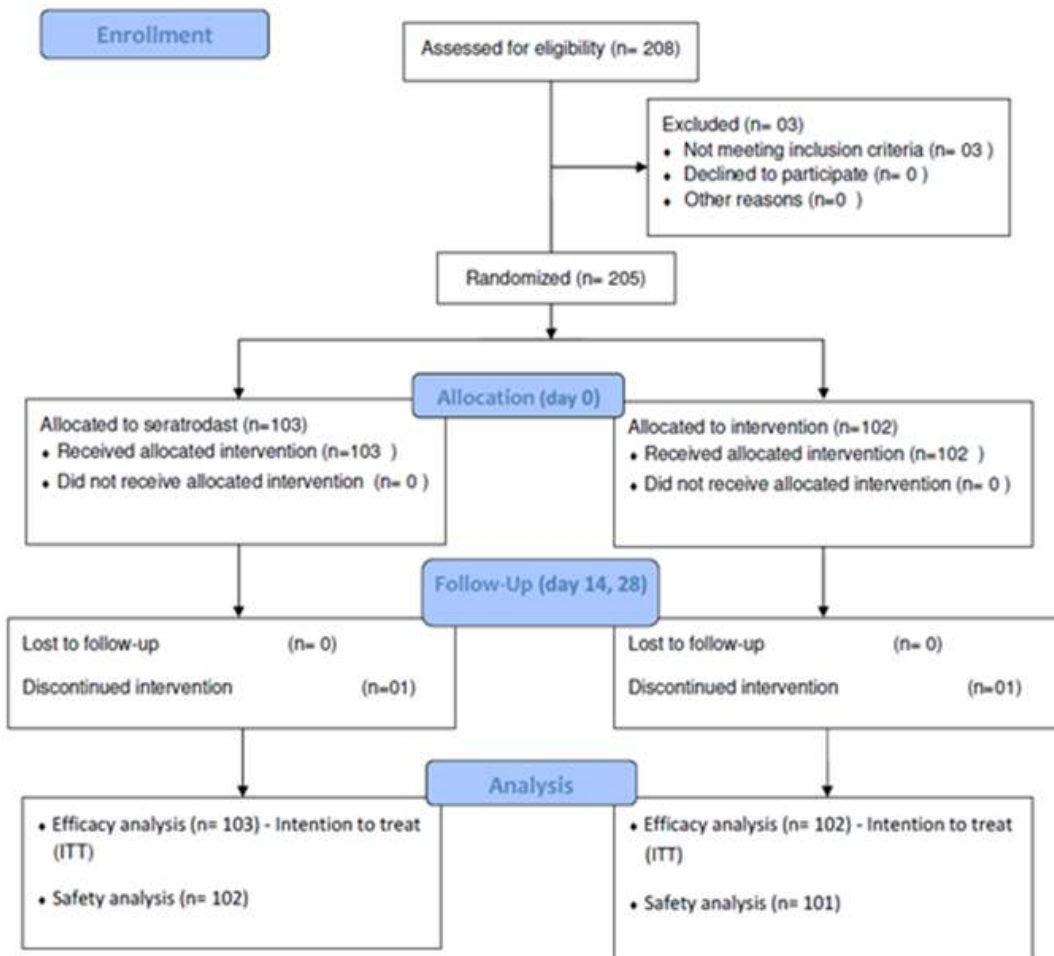 Enrollment
Assessed for eligibility (n= 208)
Excluded (n= 03)
♦ Not meeting inclusion criteria (n= 03 )
♦ Declined to participate (n= 0 )
♦ Other reasons (n=0 )
Randomized (n= 205)
Allocation (day 0)
Allocated to seratrodast (n=103)
♦ Received allocated intervention (n=103 )
♦ Did not receive allocated intervention (n= 0 )
Allocated to intervention (n=102)
♦ Received allocated intervention (n=102 )
♦ Did not receive allocated intervention (n= 0 )
Follow-Up (day 14, 28)
Lost to follow-up (n= 0)
Discontinued intervention (n=01)
Lost to follow-up (n= 0)
Discontinued intervention (n=01)
Analysis
♦ Efficacy analysis (n= 103) - Intention to treat
(ITT)
♦ Safety analysis (n= 102)
♦ Efficacy analysis (n= 102) - Intention to treat
(ITT)
♦ Safety analysis (n= 101)